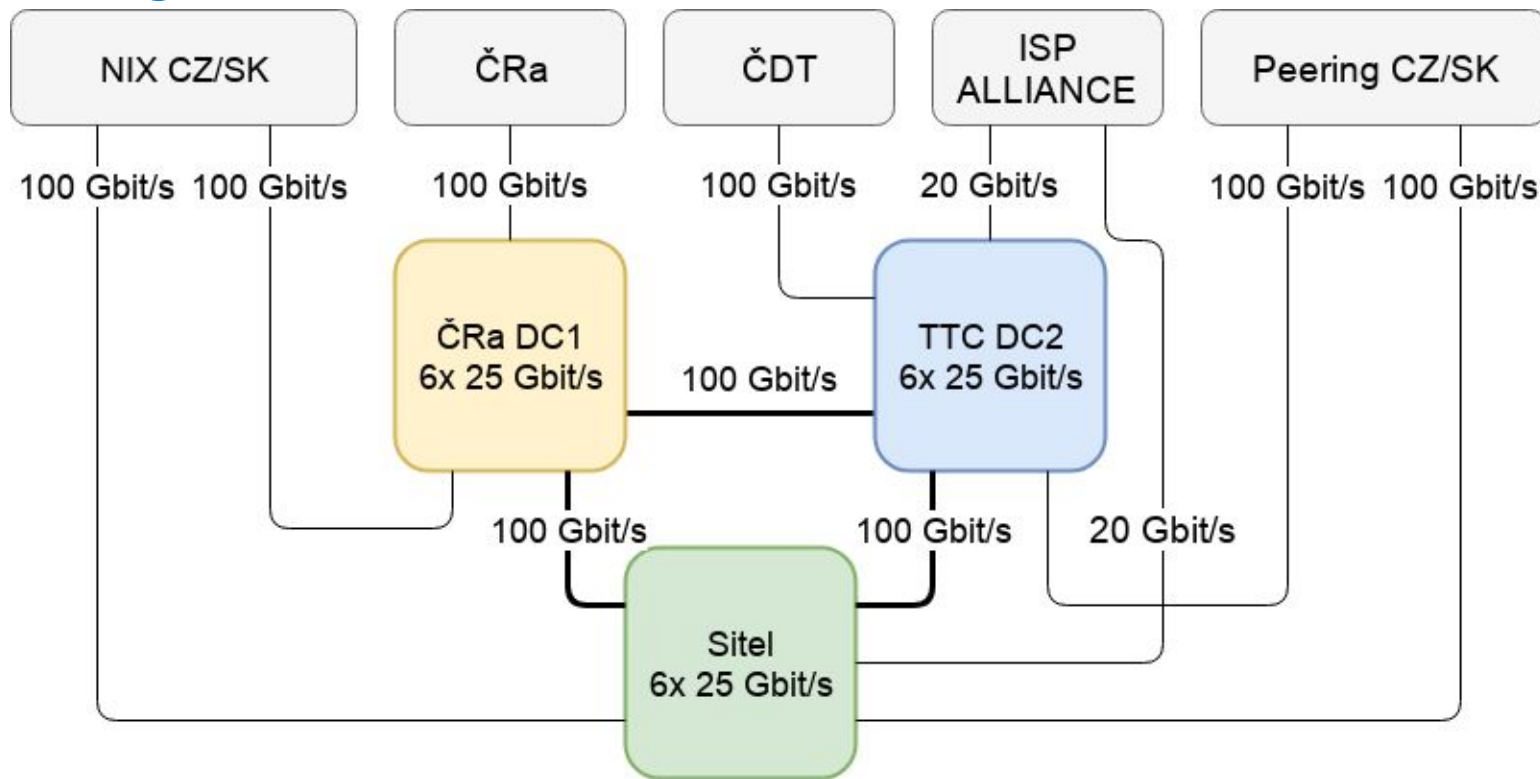 NIX CZ/SK
ČRa
ČDT
ISP
ALLIANCE
Peering CZ/SK
100 Gbit/s
100 Gbit/s
100 Gbit/s
100 Gbit/s
20 Gbit/s
100 Gbit/s
100 Gbit/s
ČRa DC1
6x 25 Gbit/s
100 Gbit/s
TTC DC2
6x 25 Gbit/s
100 Gbit/s
100 Gbit/s
20 Gbit/s
Sitel
6x 25 Gbit/s